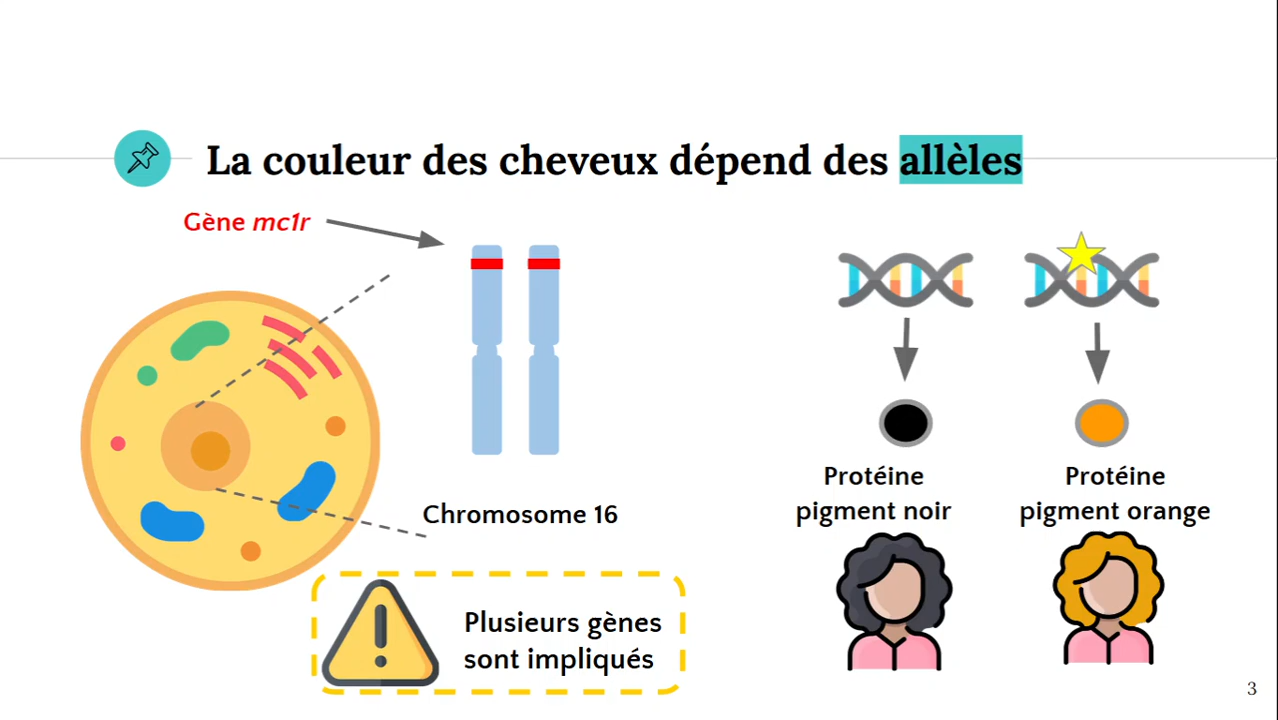 La couleur des cheveux dépend des allèles
Gène mc1r
Chromosome 16
Plusieurs gènes
sont impliqués
Protéine
pigment noir
Protéine
pigment orange
3